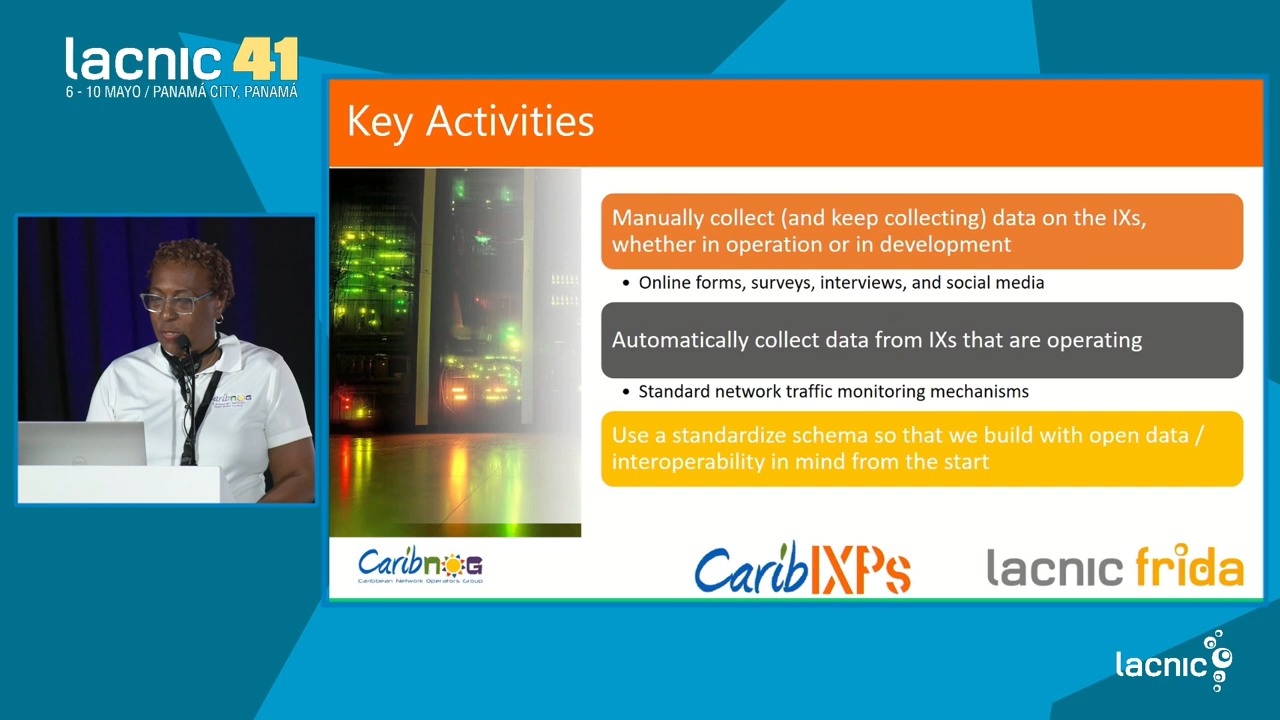 lacnic 41
6 - 10 MAYO / PANAMÁ CITY, PANAMÁ
Key Activities
Manually collect (and keep collecting) data on the IXs,
whether in operation or in development
• Online forms, surveys, interviews, and social media
Automatically collect data from IXs that are operating
• Standard network traffic monitoring mechanisms
Use a standardize schema so that we build with open data /
interoperability in mind from the start
CaribNOG
Caribbean Network Operators Group
CaribIXPs
lacnic frida
lacnic